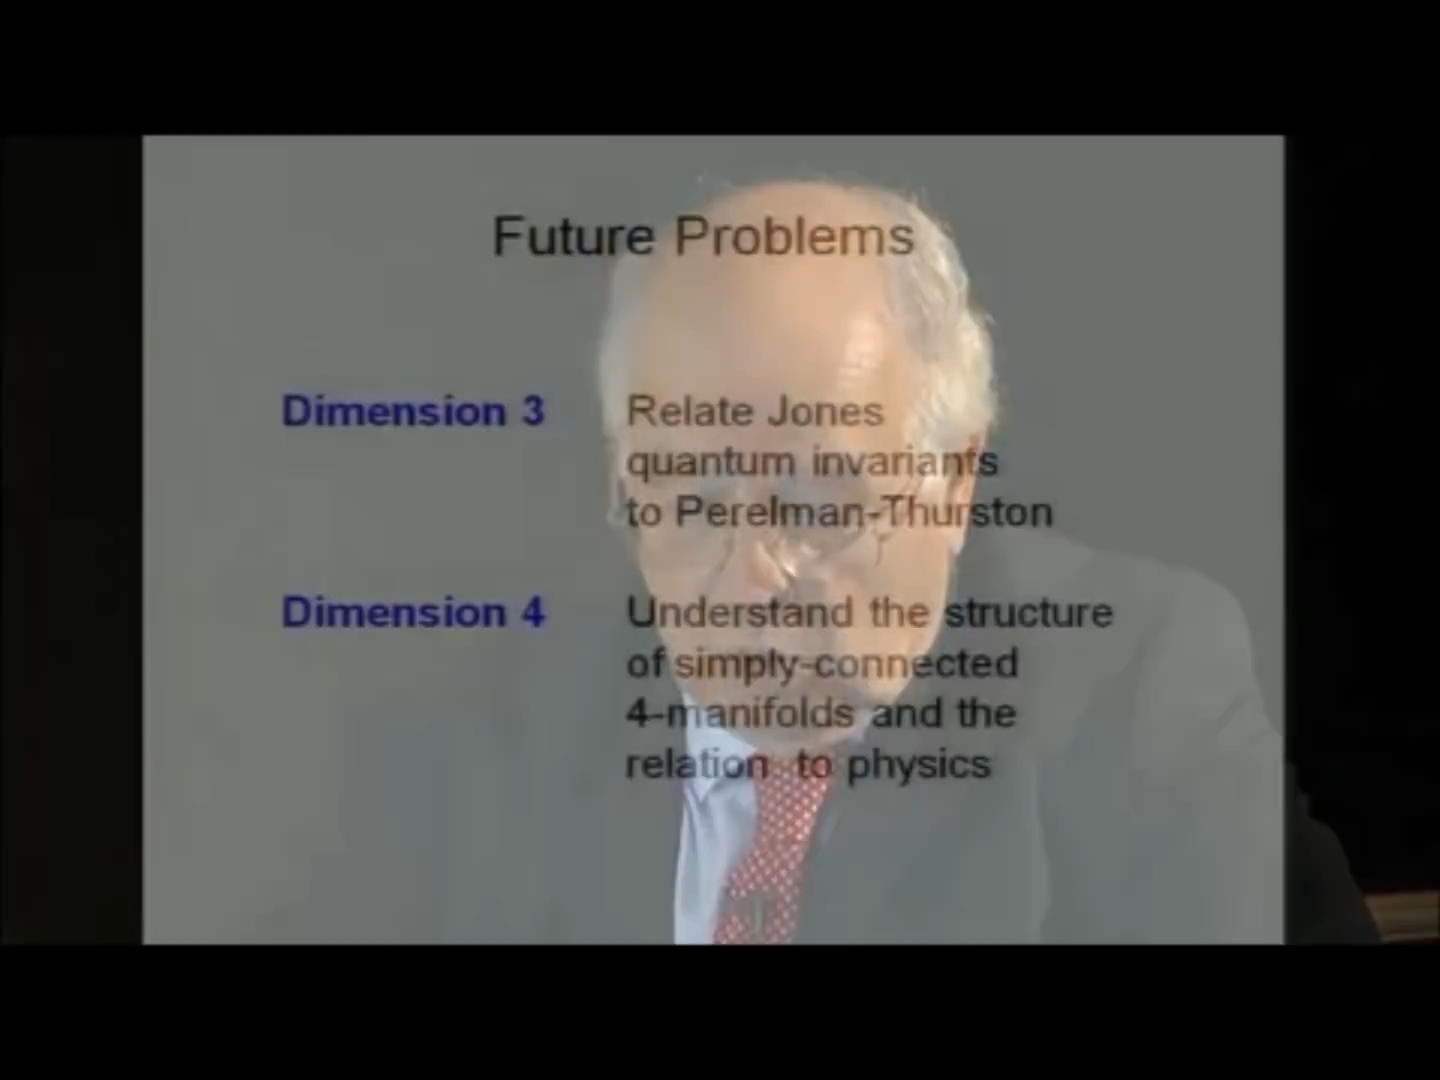 Future Problems
Dimension 3 Relate Jones
quantum invariants
to Perelman-Thurston
Dimension 4 Understand the structure
of simply-connected
4-manifolds and the
relation to physics